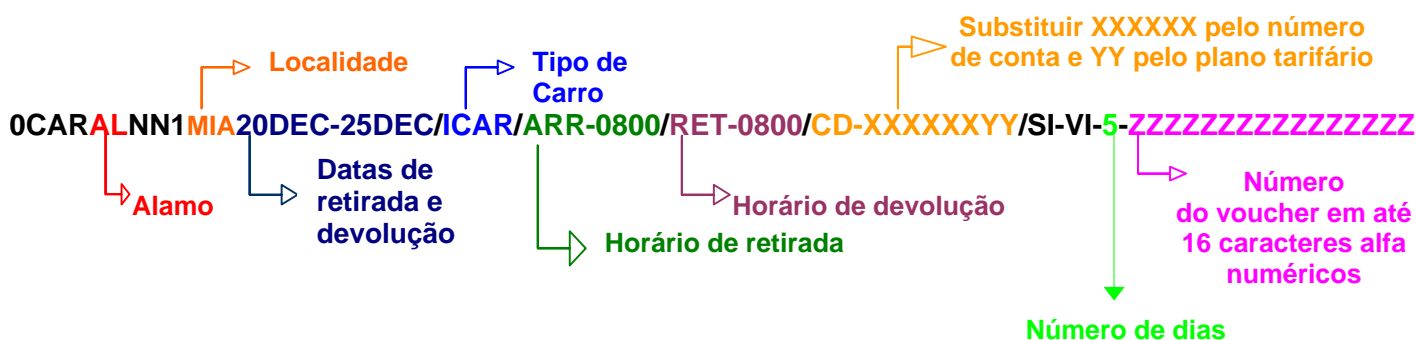 Substituir XXXXXX pelo número
de conta e YY pelo plano tarifário
Localidade
Tipo de
Carro
0CARALNN1MIA20DEC-25DEC/ICAR/ARR-0800/RET-0800/CD-XXXXXXYY/SI-VI-5-ZZZZZZZZZZZZZZZZ
Alamo
Datas de
retirada e
devolução
Horário de retirada
Horário de devolução
Número
do voucher em até
16 caracteres alfa
numéricos
Número de dias